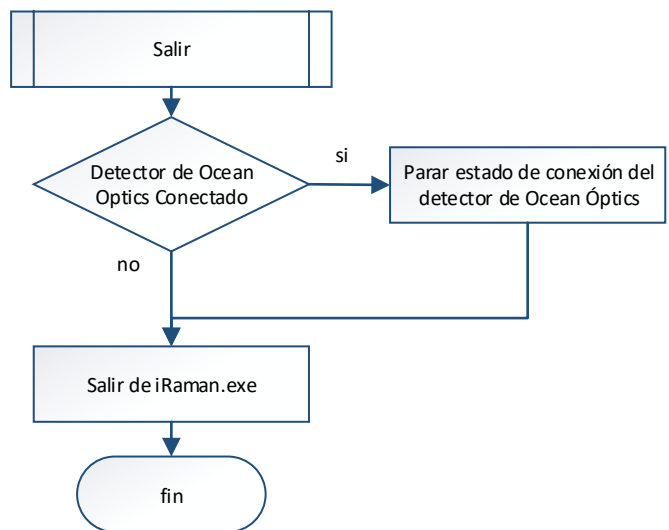 Salir
Detector de Ocean
Optics Conectado
si
Parar estado de conexión del
detector de Ocean Óptics
no
Salir de iRaman.exe
fin